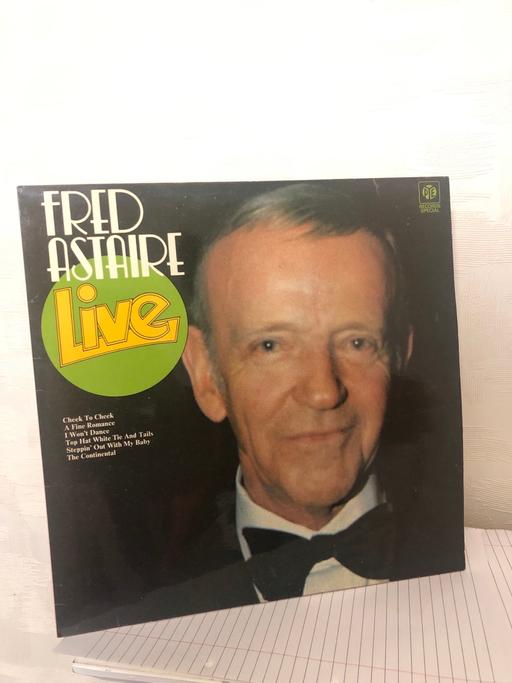 FRED
ASTAIRE
Live
PYE
RECORDS
SPECIAL
Cheek To Cheek
A Fine Romance
I Won't Dance
Top Hat White Tie And Tails
Steppin' Out With My Baby
The Continental